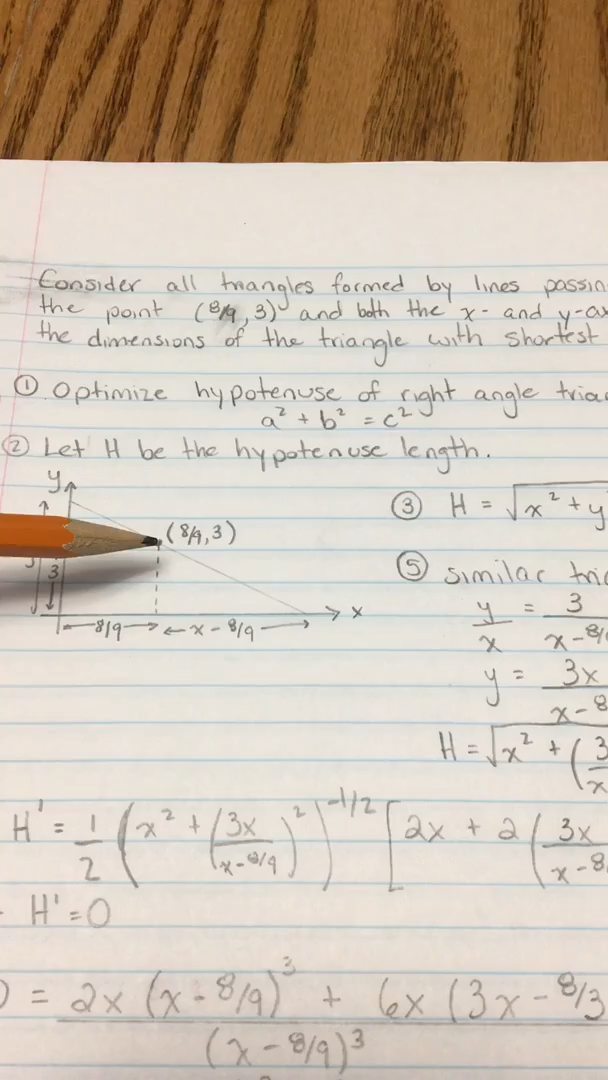 Consider all triangles formed by lines passin
the point (8/9, 3) and both the x- and y-ax
the dimensions of the triangle with shortest
① Optimize hypotenuse of right angle tria
a² + b² = c²
② Let H be the hypotenuse length.
y
(8/9, 3)
3
x
8/9
x - 8/9
③ H = √x² + y
⑤ similar tri
y/x = 3/x-8/
y = 3x/x-8
H = √x² + (3/x
H' = 1/2 (x² + (3x/x-8/9)²)^-1/2 [2x + 2 (3x/x-8
H' = 0
= 2x (x - 8/9)³ + 6x (3x - 8/3
(x - 8/9)³